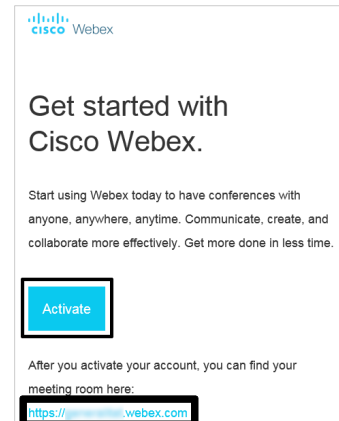 CISCO Webex
Get started with
Cisco Webex.
Start using Webex today to have conferences with
anyone, anywhere, anytime. Communicate, create, and
collaborate more effectively. Get more done in less time.
Activate
After you activate your account, you can find your
meeting room here:
https:// .webex.com